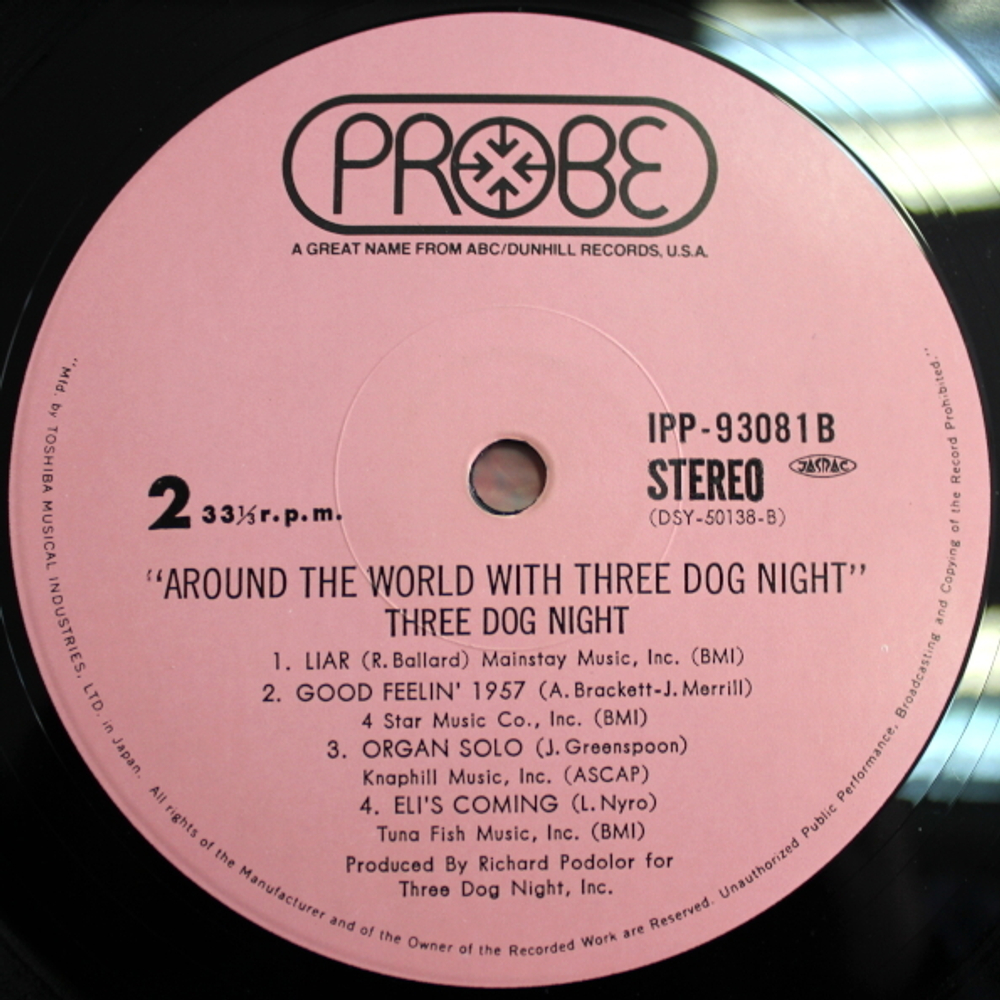 PROBE
A GREAT NAME FROM ABC/DUNHILL RECORDS, U.S.A.
IPP-93081B
STEREO JASRAC
(DSY-50138-B)
2 33⅓ r.p.m.
"AROUND THE WORLD WITH THREE DOG NIGHT"
THREE DOG NIGHT
1. LIAR (R. Ballard) Mainstay Music, Inc. (BMI)
2. GOOD FEELIN' 1957 (A. Brackett-J. Merrill)
4 Star Music Co., Inc. (BMI)
3. ORGAN SOLO (J. Greenspoon)
Knaphill Music, Inc. (ASCAP)
4. ELI'S COMING (L. Nyro)
Tuna Fish Music, Inc. (BMI)
Produced By Richard Podolor for
Three Dog Night, Inc.
"Mfd. by TOSHIBA MUSICAL INDUSTRIES, LTD. in Japan. All rights of the Manufacturer and of the Owner of the Recorded Work are Reserved. Unauthorized Public Performance, Broadcasting and Copying of the Record Prohibited."